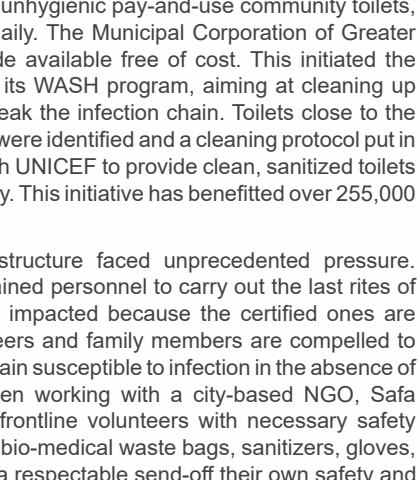 unhygienic pay-and-use community toilets,
aily. The Municipal Corporation of Greater
de available free of cost. This initiated the
its WASH program, aiming at cleaning up
eak the infection chain. Toilets close to the
were identified and a cleaning protocol put in
h UNICEF to provide clean, sanitized toilets
y. This initiative has benefitted over 255,000
structure faced unprecedented pressure.
ained personnel to carry out the last rites of
impacted because the certified ones are
eers and family members are compelled to
ain susceptible to infection in the absence of
en working with a city-based NGO, Safa
frontline volunteers with necessary safety
bio-medical waste bags, sanitizers, gloves,
a respectable send-off their own safety and